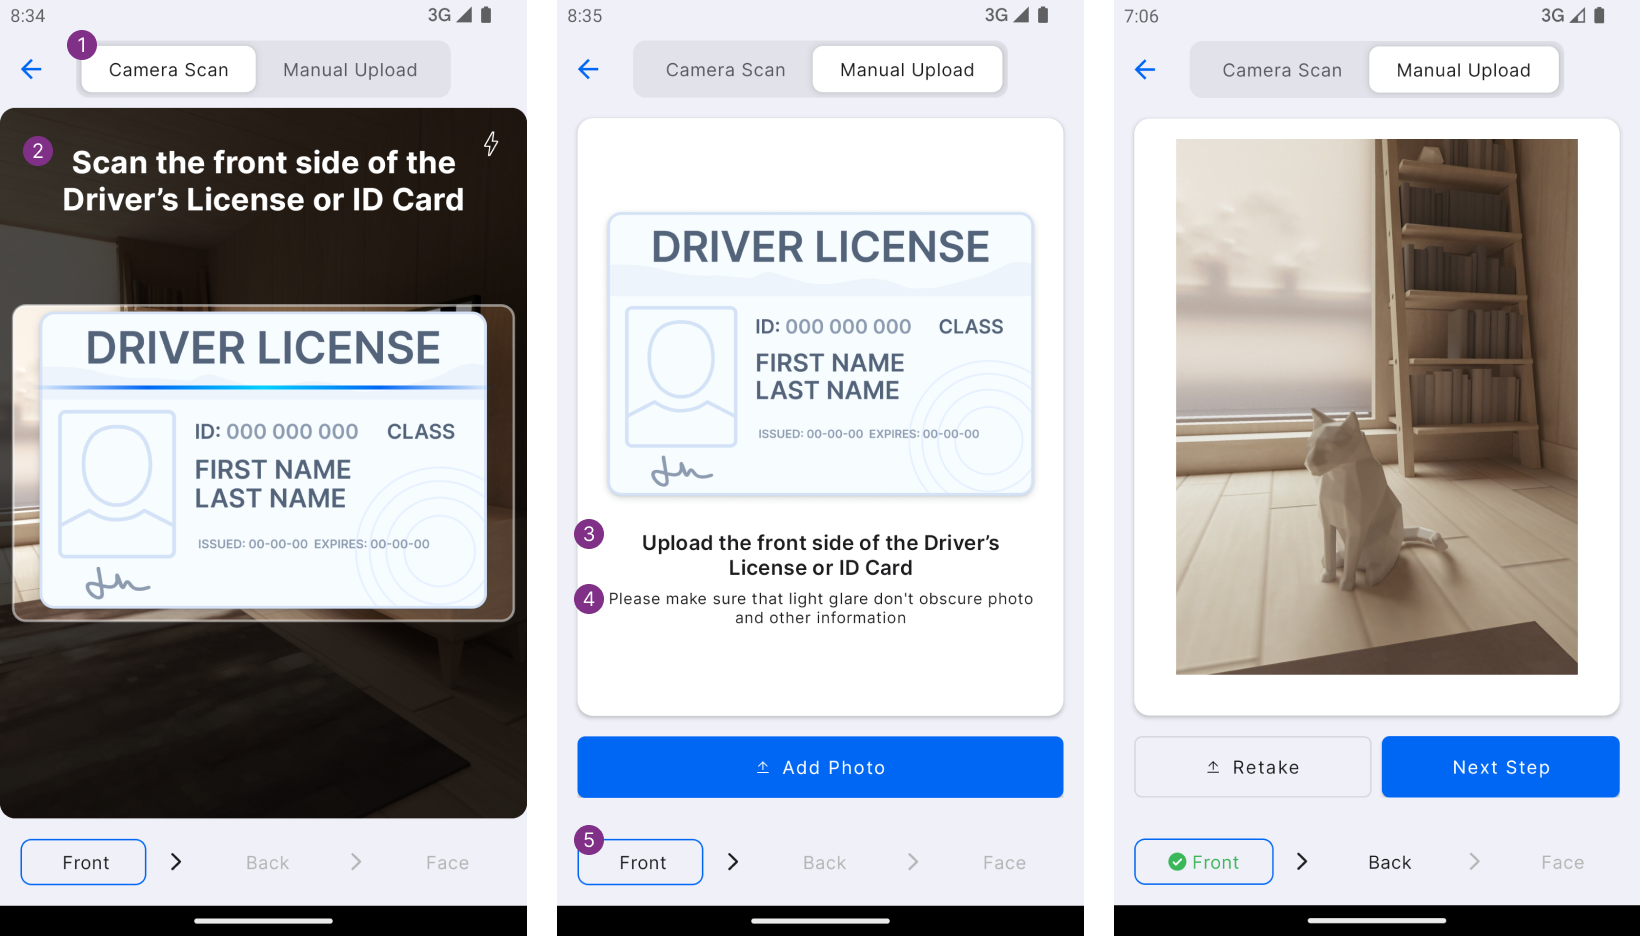 8:34
3G
1
Camera Scan
Manual Upload
2
Scan the front side of the
Driver’s License or ID Card
DRIVER LICENSE
ID: 000 000 000 CLASS
FIRST NAME
LAST NAME
ISSUED: 00-00-00 EXPIRES: 00-00-00
Front
Back
Face
8:35
3G
Camera Scan
Manual Upload
DRIVER LICENSE
ID: 000 000 000 CLASS
FIRST NAME
LAST NAME
ISSUED: 00-00-00 EXPIRES: 00-00-00
3
Upload the front side of the Driver’s
License or ID Card
4
Please make sure that light glare don't obscure photo
and other information
Add Photo
5
Front
Back
Face
7:06
3G
Camera Scan
Manual Upload
Retake
Next Step
Front
Back
Face